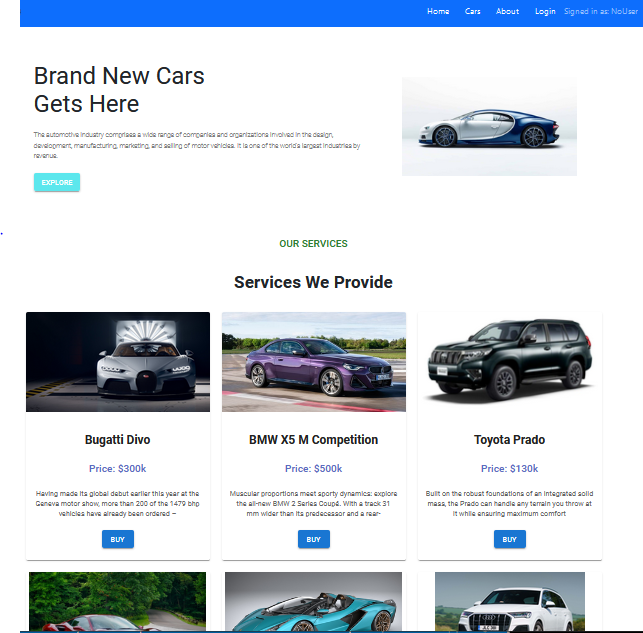 Home Cars About Login Signed in as: NoUser
Brand New Cars
Gets Here
The automotive industry comprises a wide range of companies and organizations involved in the design,
development, manufacturing, marketing, and selling of motor vehicles. It is one of the world's largest industries by
revenue.
EXPLORE
OUR SERVICES
Services We Provide
Bugatti Divo
Price: $300k
Having made its global debut earlier this year at the
Geneva motor show, more than 200 of the 1479 bhp
vehicles have already been ordered –
BUY
BMW X5 M Competition
Price: $500k
Muscular proportions meet sporty dynamics: explore
the all-new BMW 2 Series Coupé. With a track 31
mm wider than its predecessor and a rear-
BUY
Toyota Prado
Price: $130k
Built on the robust foundations of an integrated solid
mass, the Prado can handle any terrain you throw at
it while ensuring maximum comfort
BUY